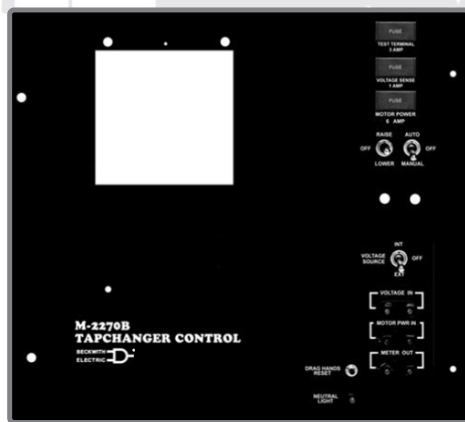 FUSE
TEST TERMINAL
3 AMP
FUSE
VOLTAGE SENSE
1 AMP
FUSE
MOTOR POWER
6 AMP
RAISE AUTO
OFF OFF
LOWER MANUAL
INT
VOLTAGE SOURCE OFF
EXT
VOLTAGE IN
MOTOR PWR IN
METER OUT
M-2270B
TAPCHANGER CONTROL
BECKWITH
ELECTRIC
DRAG HANDS
RESET
NEUTRAL
LIGHT